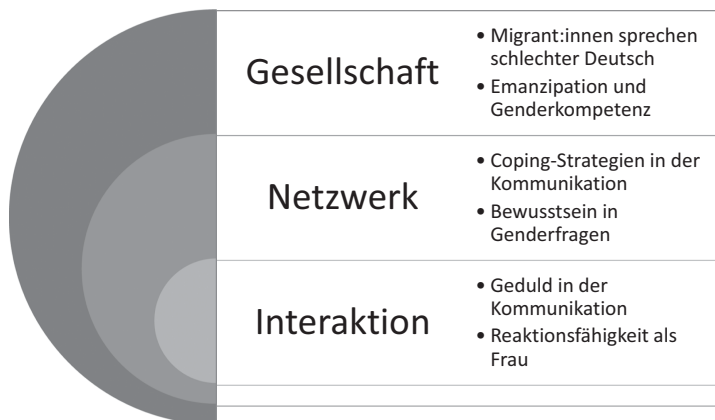 Gesellschaft
• Migrant:innen sprechen
schlechter Deutsch
• Emanzipation und
Genderkompetenz
Netzwerk
• Coping-Strategien in der
Kommunikation
• Bewusstsein in
Genderfragen
Interaktion
• Geduld in der
Kommunikation
• Reaktionsfähigkeit als
Frau